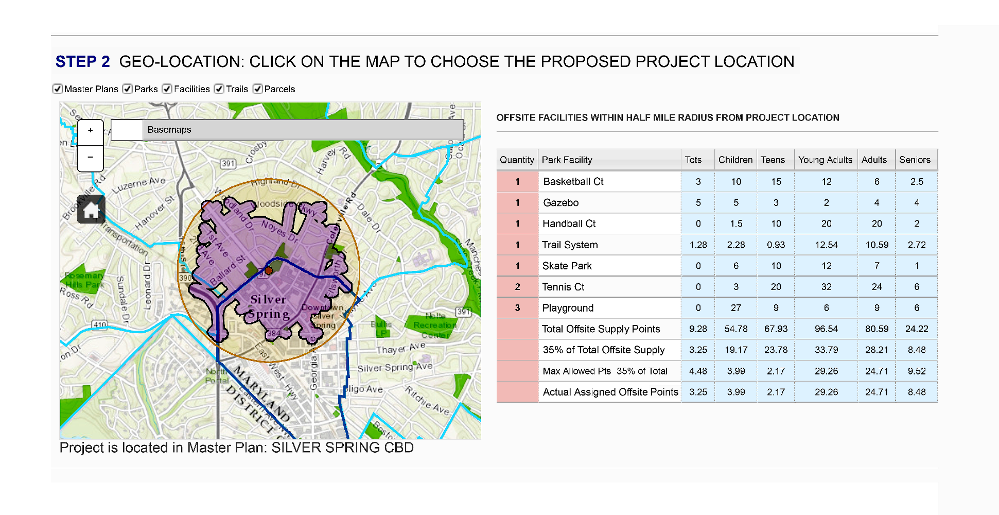 STEP 2 GEO-LOCATION: CLICK ON THE MAP TO CHOOSE THE PROPOSED PROJECT LOCATION
Master Plans Parks Facilities Trails Parcels
+
Basemaps
−
391
Crosby
Harvey Rd
Luzerne Ave
Brookville Rd
Hanover St
Transportation
Highland Dr
Woodland Dr
Woodside Pkwy
Noyes Dr
Dale Dr
1st Ave
Ballard St
390
Rosemary
Hills Park
Ross Rd
Sundale Dr
Leonard Dr
Silver
Spring
Downtown
Silver
Spring
Ellsworth
384
410
Bullis
LP
Nolte
Recreation
Center
391
Thayer Ave
Silver Spring Ave
Sligo Ave
Ritchie Ave
Georgia
East West Hwy
North
Portal
MARYLAND
DISTRICT
Project is located in Master Plan: SILVER SPRING CBD
OFFSITE FACILITIES WITHIN HALF MILE RADIUS FROM PROJECT LOCATION
Quantity Park Facility Tots Children Teens Young Adults Adults Seniors
1 Basketball Ct 3 10 15 12 6 2.5
1 Gazebo 5 5 3 2 4 4
1 Handball Ct 0 1.5 10 20 20 2
1 Trail System 1.28 2.28 0.93 12.54 10.59 2.72
1 Skate Park 0 6 10 12 7 1
2 Tennis Ct 0 3 20 32 24 6
3 Playground 0 27 9 6 9 6
Total Offsite Supply Points 9.28 54.78 67.93 96.54 80.59 24.22
35% of Total Offsite Supply 3.25 19.17 23.78 33.79 28.21 8.48
Max Allowed Pts 35% of Total 4.48 3.99 2.17 29.26 24.71 9.52
Actual Assigned Offsite Points 3.25 3.99 2.17 29.26 24.71 8.48